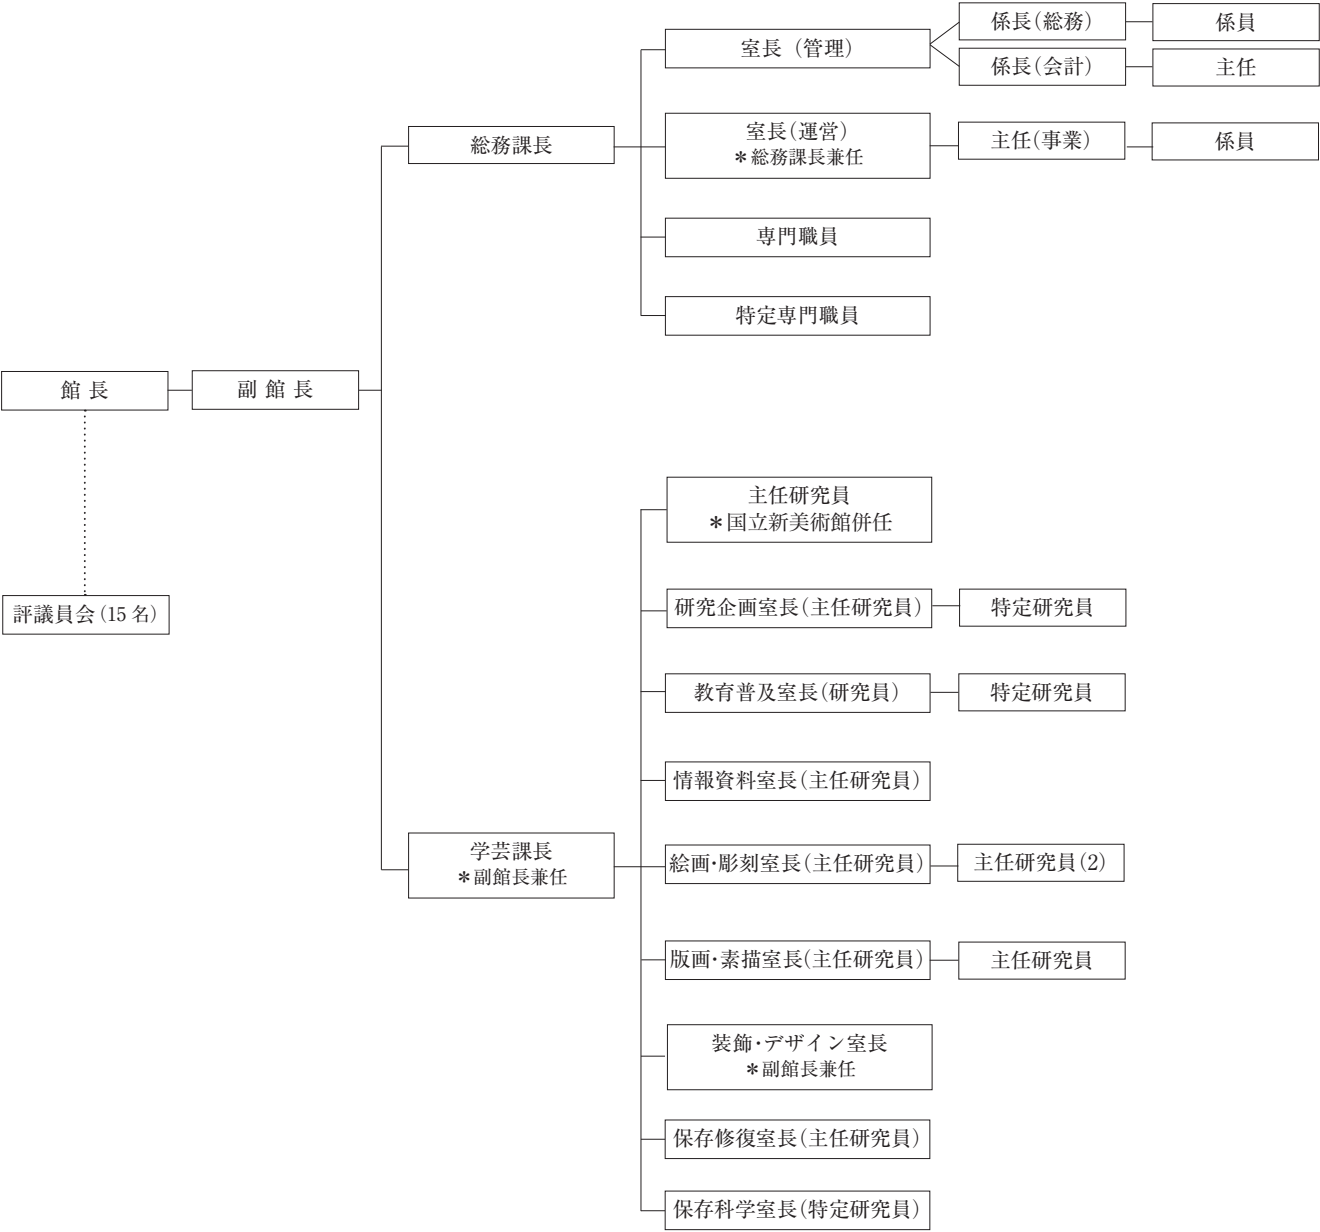 係長(総務)
係員
室長（管理）
係長(会計)
主任
室長(運営)
＊総務課長兼任
主任(事業)
係員
総務課長
専門職員
特定専門職員
館 長
副 館 長
評議員会(15名)
主任研究員
＊国立新美術館併任
研究企画室長(主任研究員)
特定研究員
教育普及室長(研究員)
特定研究員
情報資料室長(主任研究員)
学芸課長
＊副館長兼任
絵画・彫刻室長(主任研究員)
主任研究員(2)
版画・素描室長(主任研究員)
主任研究員
装飾・デザイン室長
＊副館長兼任
保存修復室長(主任研究員)
保存科学室長(特定研究員)